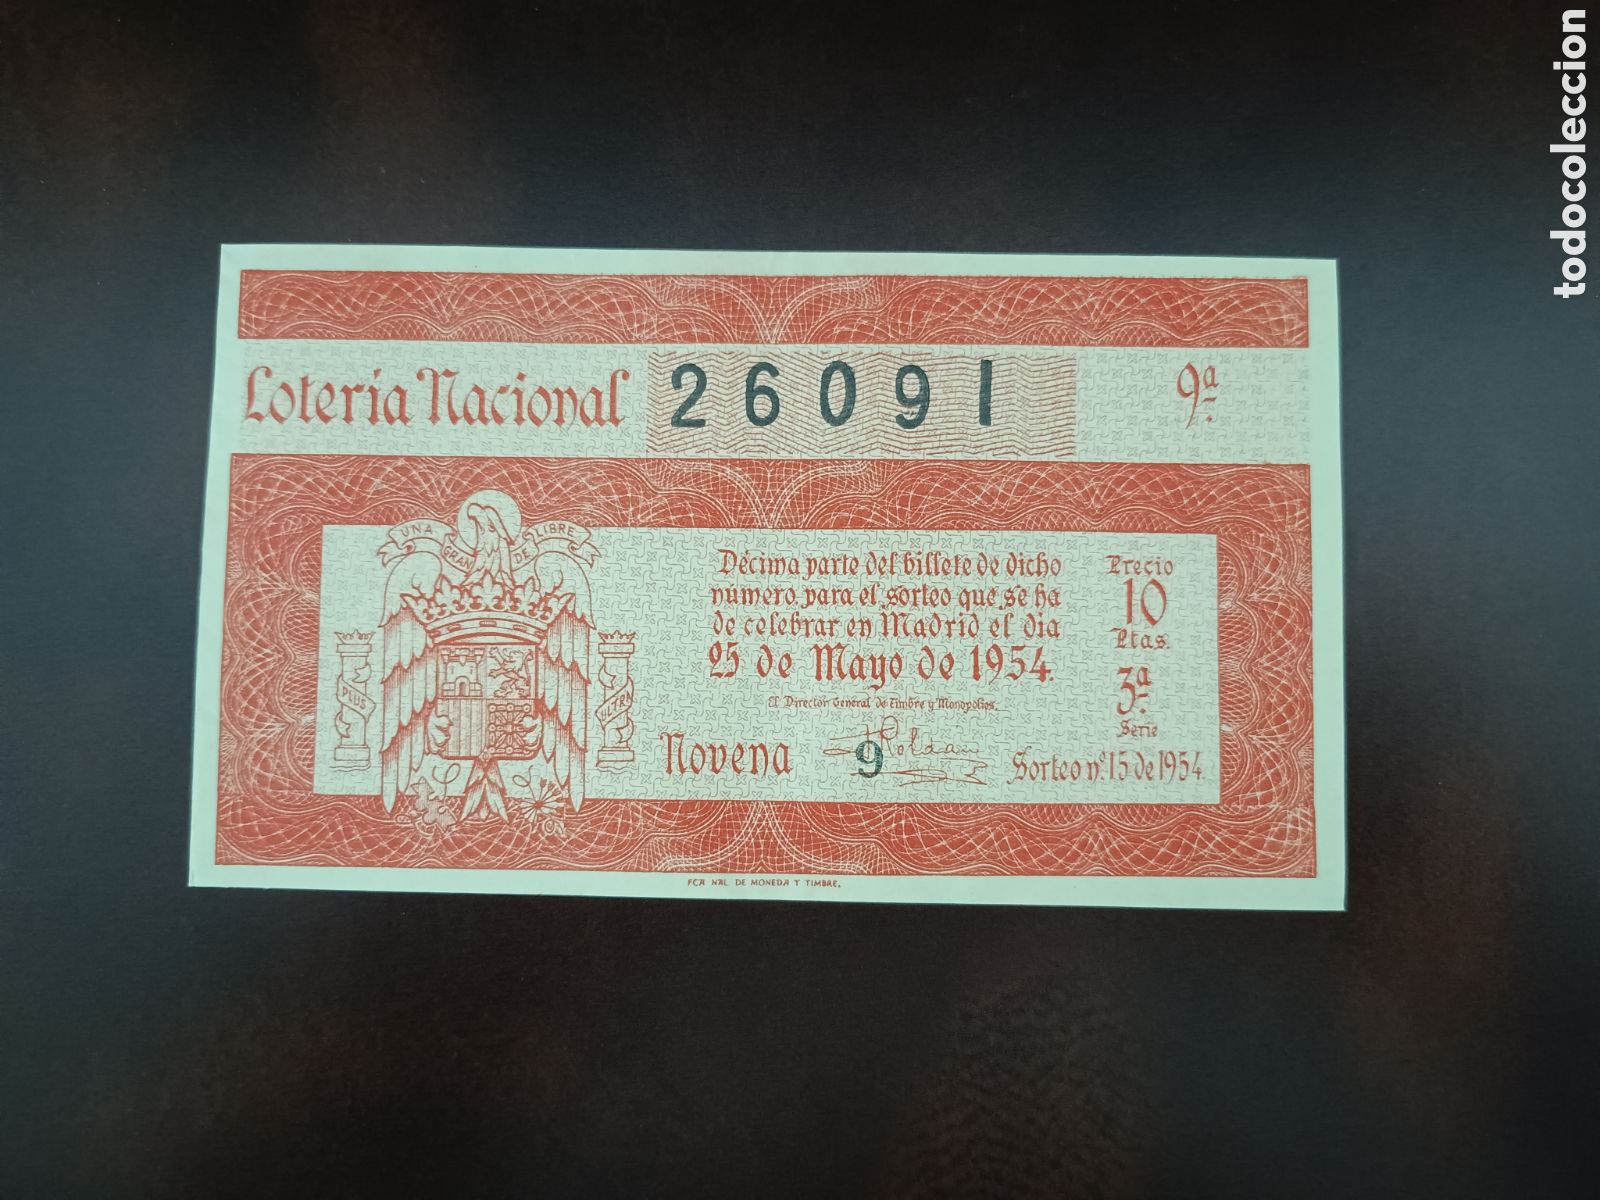 todocoleccion
Lotería Nacional 26091 9ª
UNA GRANDE LIBRE
PLUS ULTRA
Décima parte del billete de dicho
número para el sorteo que se ha
de celebrar en Madrid el dia
25 de Mayo de 1954.
El Director General de Timbre y Monopolios,
Precio
10
Ptas.
3ª
Serie
Novena 9 Sorteo nº 15 de 1954
FCA NAL DE MONEDA Y TIMBRE.